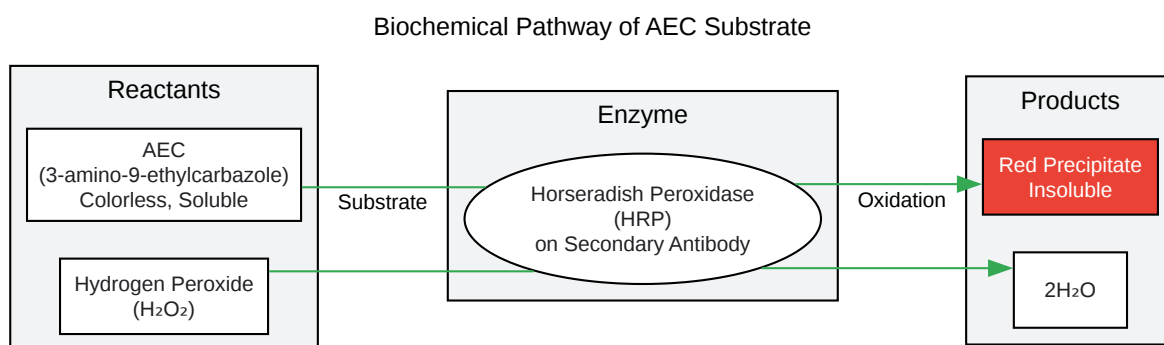 Biochemical Pathway of AEC Substrate
Reactants
AEC
(3-amino-9-ethylcarbazole)
Colorless, Soluble
Hydrogen Peroxide
(H₂O₂)
Substrate
Enzyme
Horseradish Peroxidase
(HRP)
on Secondary Antibody
Oxidation
Products
Red Precipitate
Insoluble
2H₂O